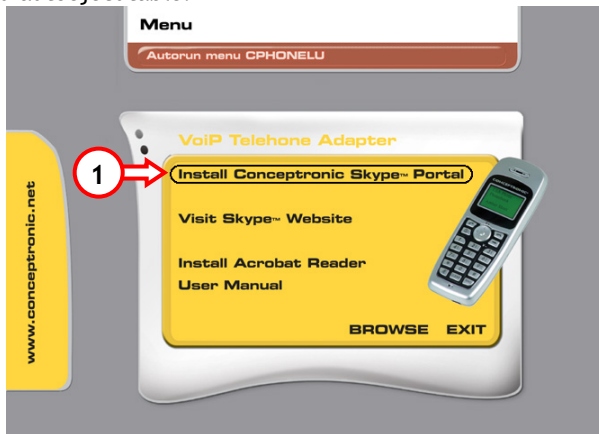 Menu
Autorun menu CPHONELU
VoiP Telehone Adapter
1
Install Conceptronic Skype™ Portal
Visit Skype™ Website
Install Acrobat Reader
User Manual
BROWSE EXIT
www.conceptronic.net